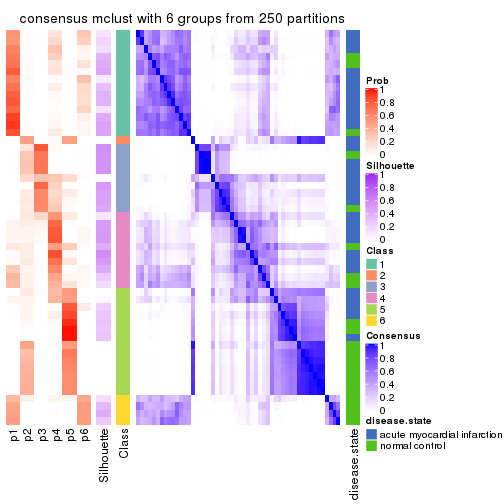 consensus mclust with 6 groups from 250 partitions
Prob
1
0.8
0.6
0.4
0.2
0
Silhouette
1
0.8
0.6
0.4
0.2
0
Class
1
2
3
4
5
6
Consensus
1
0.8
0.6
0.4
0.2
0
disease.state
acute myocardial infarction
normal control
p1
p2
p3
p4
p5
p6
Silhouette
Class
disease.state